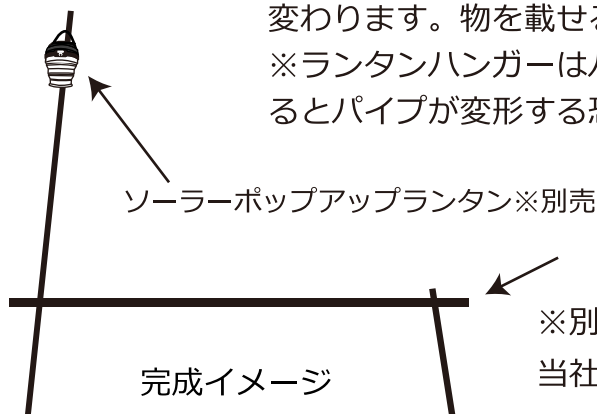 変わります。物を載せる
※ランタンハンガーは
るとパイプが変形する
ソーラーポップアップランタン※別売
※別
当社
完成イメージ